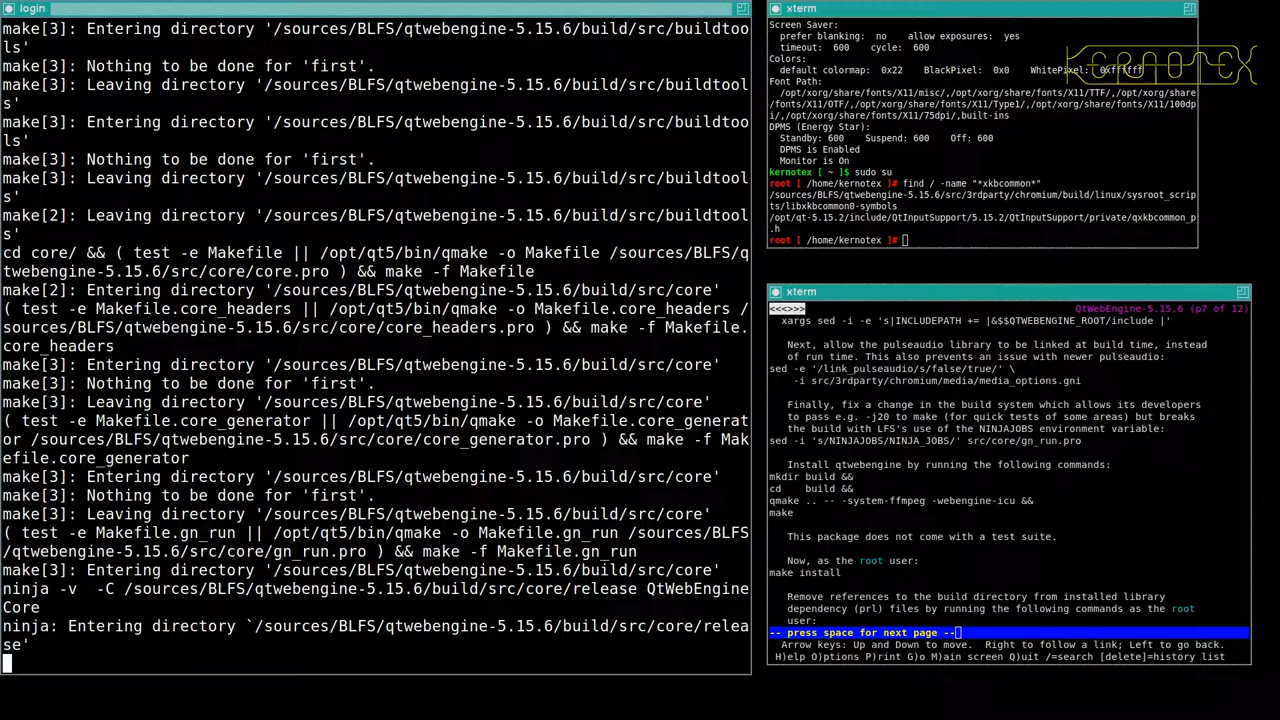 login
make[3]: Entering directory '/sources/BLFS/qtwebengine-5.15.6/build/src/buildtoo
ls'
make[3]: Nothing to be done for 'first'.
make[3]: Leaving directory '/sources/BLFS/qtwebengine-5.15.6/build/src/buildtool
s'
make[3]: Entering directory '/sources/BLFS/qtwebengine-5.15.6/build/src/buildtoo
ls'
make[3]: Nothing to be done for 'first'.
make[3]: Leaving directory '/sources/BLFS/qtwebengine-5.15.6/build/src/buildtool
s'
make[2]: Leaving directory '/sources/BLFS/qtwebengine-5.15.6/build/src/buildtool
s'
cd core/ && ( test -e Makefile || /opt/qt5/bin/qmake -o Makefile /sources/BLFS/q
twebengine-5.15.6/src/core/core.pro ) && make -f Makefile
make[2]: Entering directory '/sources/BLFS/qtwebengine-5.15.6/build/src/core'
( test -e Makefile.core_headers || /opt/qt5/bin/qmake -o Makefile.core_headers /
sources/BLFS/qtwebengine-5.15.6/src/core/core_headers.pro ) && make -f Makefile.
core_headers
make[3]: Entering directory '/sources/BLFS/qtwebengine-5.15.6/build/src/core'
make[3]: Nothing to be done for 'first'.
make[3]: Leaving directory '/sources/BLFS/qtwebengine-5.15.6/build/src/core'
( test -e Makefile.core_generator || /opt/qt5/bin/qmake -o Makefile.core_generat
or /sources/BLFS/qtwebengine-5.15.6/src/core/core_generator.pro ) && make -f Mak
efile.core_generator
make[3]: Entering directory '/sources/BLFS/qtwebengine-5.15.6/build/src/core'
make[3]: Nothing to be done for 'first'.
make[3]: Leaving directory '/sources/BLFS/qtwebengine-5.15.6/build/src/core'
( test -e Makefile.gn_run || /opt/qt5/bin/qmake -o Makefile.gn_run /sources/BLFS
/qtwebengine-5.15.6/src/core/gn_run.pro ) && make -f Makefile.gn_run
make[3]: Entering directory '/sources/BLFS/qtwebengine-5.15.6/build/src/core'
ninja -v  -C /sources/BLFS/qtwebengine-5.15.6/build/src/core/release QtWebEngine
Core
ninja: Entering directory `/sources/BLFS/qtwebengine-5.15.6/build/src/core/relea
se'
xterm
Screen Saver:
prefer blanking:  no    allow exposures:  yes
timeout:  600    cycle:  600
Colors:
default colormap:  0x22    BlackPixel:  0x0    WhitePixel:  0xffffff
KERNOTEX
Font Path:
/opt/xorg/share/fonts/X11/misc/,/opt/xorg/share/fonts/X11/TTF/,/opt/xorg/share
/fonts/X11/OTF/,/opt/xorg/share/fonts/X11/Type1/,/opt/xorg/share/fonts/X11/100dp
i/,/opt/xorg/share/fonts/X11/75dpi/,built-ins
DPMS (Energy Star):
Standby: 600    Suspend: 600    Off: 600
DPMS is Enabled
Monitor is On
kernotex [ ~ ]$ sudo su
root [ /home/kernotex ]# find / -name "*xkbcommon*"
/sources/BLFS/qtwebengine-5.15.6/src/3rdparty/chromium/build/linux/sysroot_scrip
ts/libxkbcommon0-symbols
/opt/qt-5.15.2/include/QtInputSupport/5.15.2/QtInputSupport/private/qxkbcommon_p
.h
root [ /home/kernotex ]#
xterm
<<<>>> QtWebEngine-5.15.6 (p7 of 12)
xargs sed -i -e 's|INCLUDEPATH += |&$$QTWEBENGINE_ROOT/include |'
Next, allow the pulseaudio library to be linked at build time, instead
of run time. This also prevents an issue with newer pulseaudio:
sed -e '/link_pulseaudio/s/false/true/' \
-i src/3rdparty/chromium/media/media_options.gni
Finally, fix a change in the build system which allows its developers
to pass e.g. -j20 to make (for quick tests of some areas) but breaks
the build with LFS's use of the NINJAJOBS environment variable:
sed -i 's/NINJAJOBS/NINJA_JOBS/' src/core/gn_run.pro
Install qtwebengine by running the following commands:
mkdir build &&
cd    build &&
qmake .. -- -system-ffmpeg -webengine-icu &&
make
This package does not come with a test suite.
Now, as the root user:
make install
Remove references to the build directory from installed library
dependency (prl) files by running the following commands as the root
user:
-- press space for next page --
Arrow keys: Up and Down to move.  Right to follow a link; Left to go back.
H)elp O)ptions P)rint G)o M)ain screen Q)uit /=search [delete]=history list